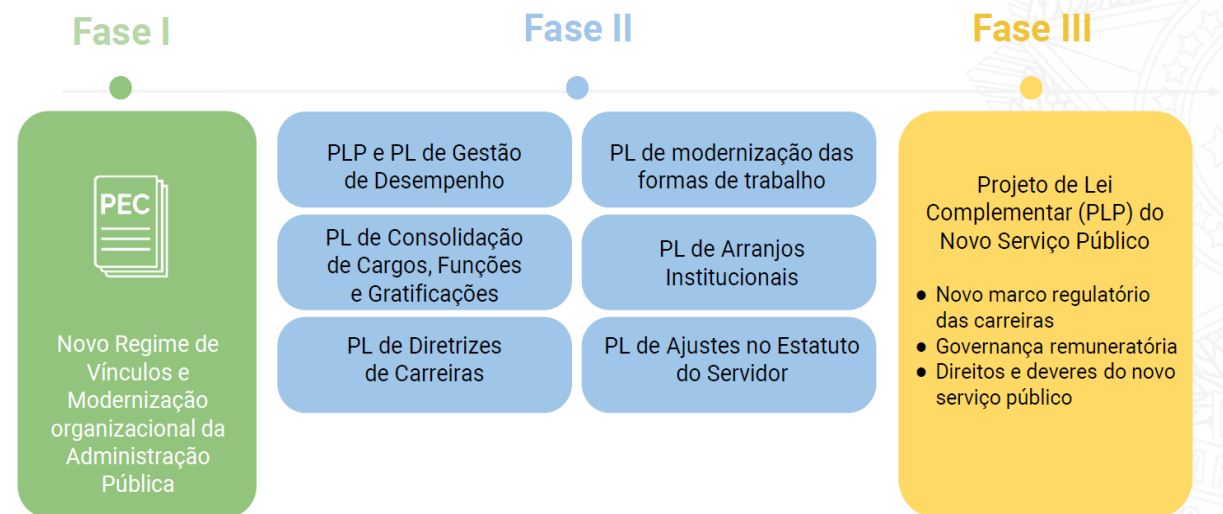 Fase I
Fase II
Fase III
PEC
Novo Regime de
Vínculos e
Modernização
organizacional da
Administração
Pública
PLP e PL de Gestão
de Desempenho
PL de modernização das
formas de trabalho
PL de Consolidação
de Cargos, Funções
e Gratificações
PL de Arranjos
Institucionais
PL de Diretrizes
de Carreiras
PL de Ajustes no Estatuto
do Servidor
Projeto de Lei
Complementar (PLP) do
Novo Serviço Público
● Novo marco regulatório
das carreiras
● Governança remuneratória
● Direitos e deveres do novo
serviço público